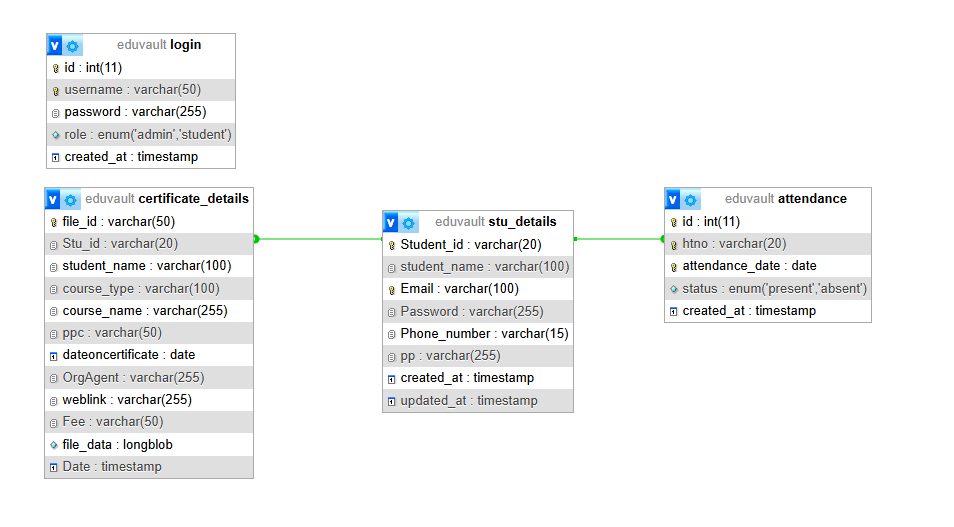 eduvault login
id : int(11)
username : varchar(50)
password : varchar(255)
role : enum('admin','student')
created_at : timestamp
eduvault certificate_details
file_id : varchar(50)
Stu_id : varchar(20)
student_name : varchar(100)
course_type : varchar(100)
course_name : varchar(255)
ppc : varchar(50)
dateoncertificate : date
OrgAgent : varchar(255)
weblink : varchar(255)
Fee : varchar(50)
file_data : longblob
Date : timestamp
eduvault stu_details
Student_id : varchar(20)
student_name : varchar(100)
Email : varchar(100)
Password : varchar(255)
Phone_number : varchar(15)
pp : varchar(255)
created_at : timestamp
updated_at : timestamp
eduvault attendance
id : int(11)
htno : varchar(20)
attendance_date : date
status : enum('present','absent')
created_at : timestamp